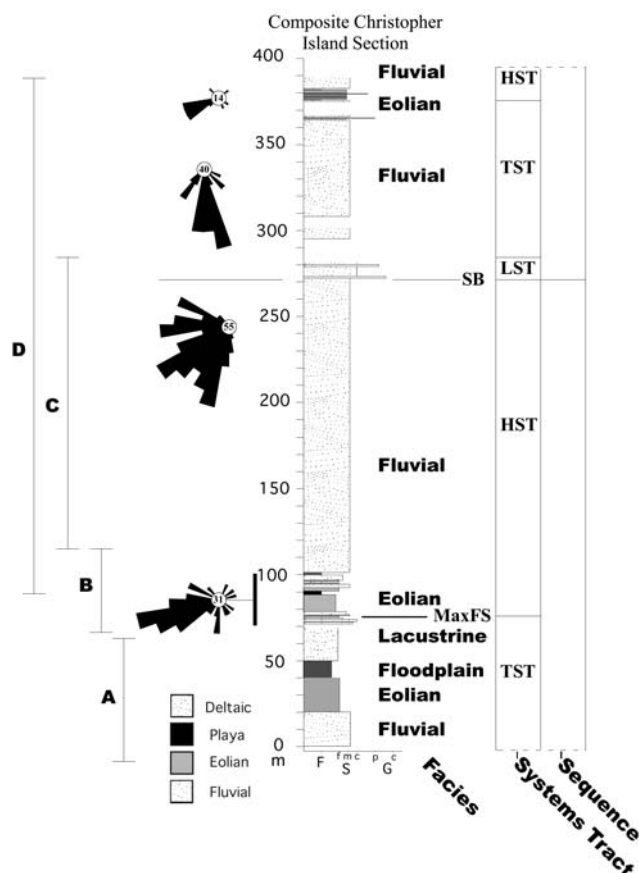 Composite Christopher
Island Section
400
Fluvial
HST
14
Eolian
350
40
TST
Fluvial
300
LST
SB
55
250
D
C
200
HST
Fluvial
150
100
B
31
Eolian
MaxFS
Lacustrine
50
Floodplain
TST
A
Eolian
Deltaic
Fluvial
Playa
0
Eolian
m
F
f m c
S
p c
G
Fluvial
Facies
Systems Tract
Sequence